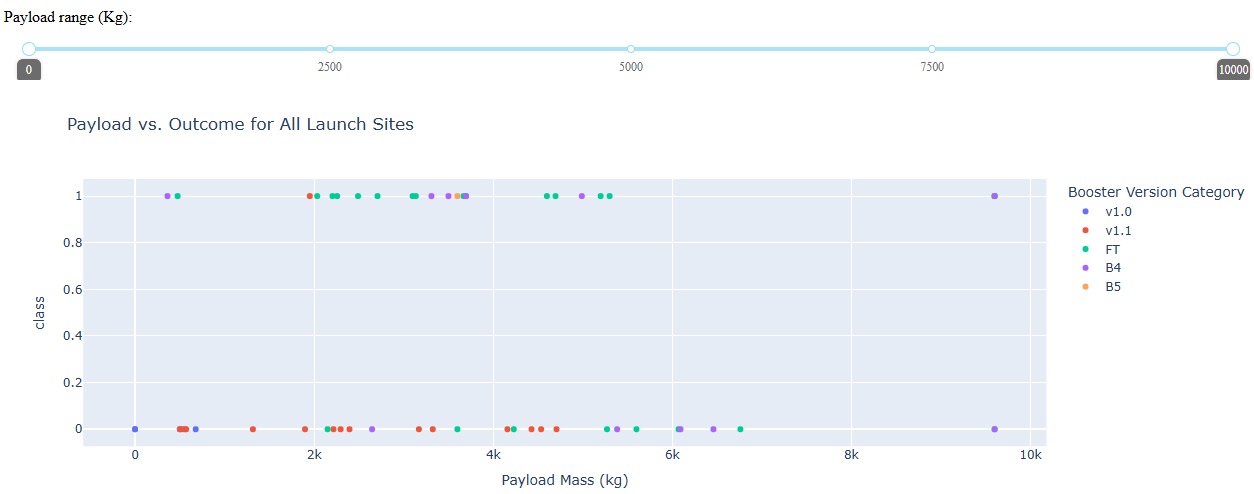 Payload range (Kg):
0 2500 5000 7500 10000
Payload vs. Outcome for All Launch Sites
Booster Version Category
v1.0
v1.1
FT
B4
B5
class
1
0.8
0.6
0.4
0.2
0
0 2k 4k 6k 8k 10k
Payload Mass (kg)